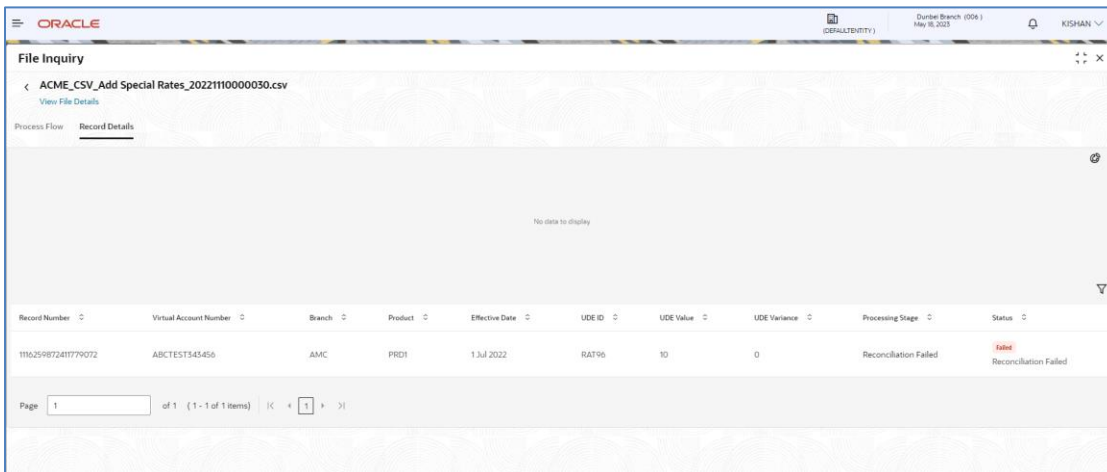 ORACLE
(DEFAULTENTITY)
Dunbei Branch (006 )
May 18, 2023
KISHAN
File Inquiry
ACME_CSV_Add Special Rates_20221110000030.csv
View File Details
Process Flow Record Details
No data to display
Record Number Virtual Account Number Branch Product Effective Date UDE ID UDE Value UDE Variance Processing Stage Status
1116259872411779072 ABCTEST343456 AMC PRD1 1 Jul 2022 RAT96 10 0 Reconciliation Failed Failed
Reconciliation Failed
Page 1 of 1 ( 1 - 1 of 1 items) 1